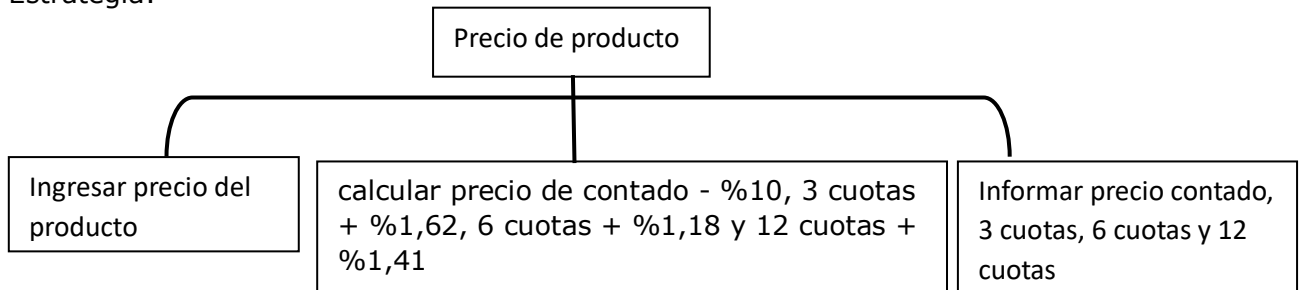 Estrategia:
Precio de producto
Ingresar precio del
producto
calcular precio de contado - %10, 3 cuotas
+ %1,62, 6 cuotas + %1,18 y 12 cuotas +
%1,41
Informar precio contado,
3 cuotas, 6 cuotas y 12
cuotas